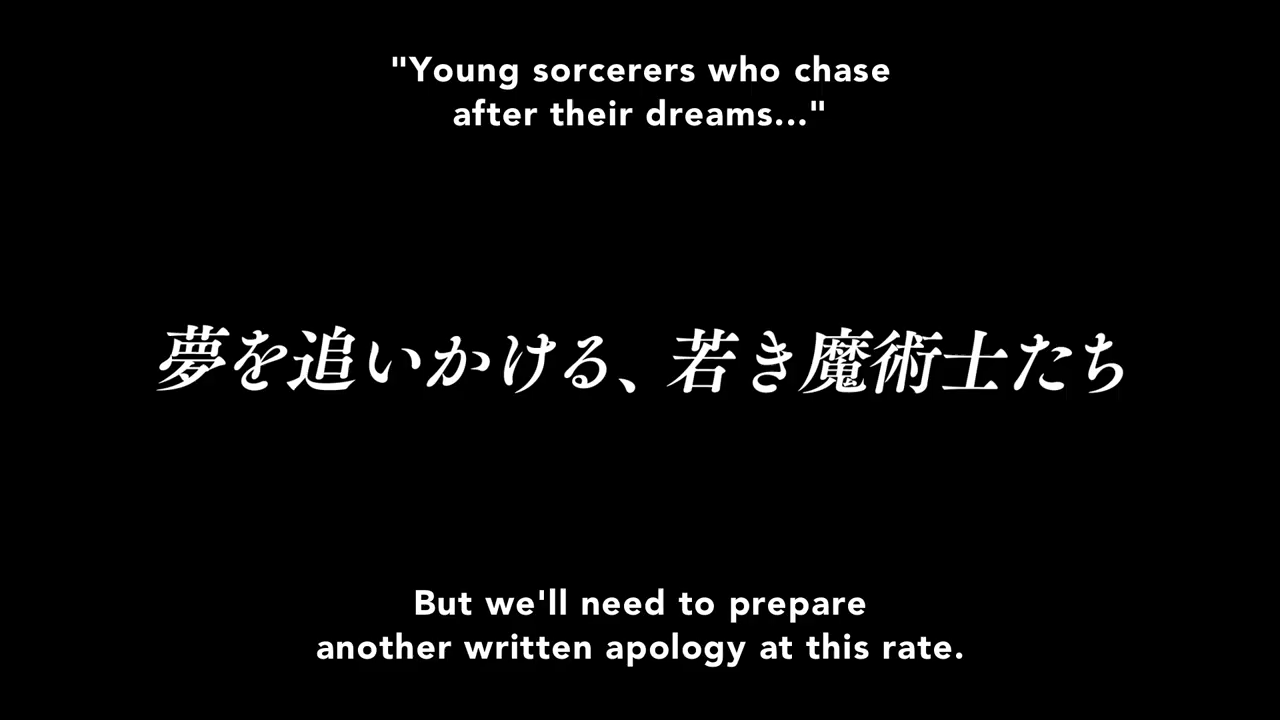 "Young sorcerers who chase
after their dreams..."
夢を追いかける、若き魔術士たち
But we'll need to prepare
another written apology at this rate.